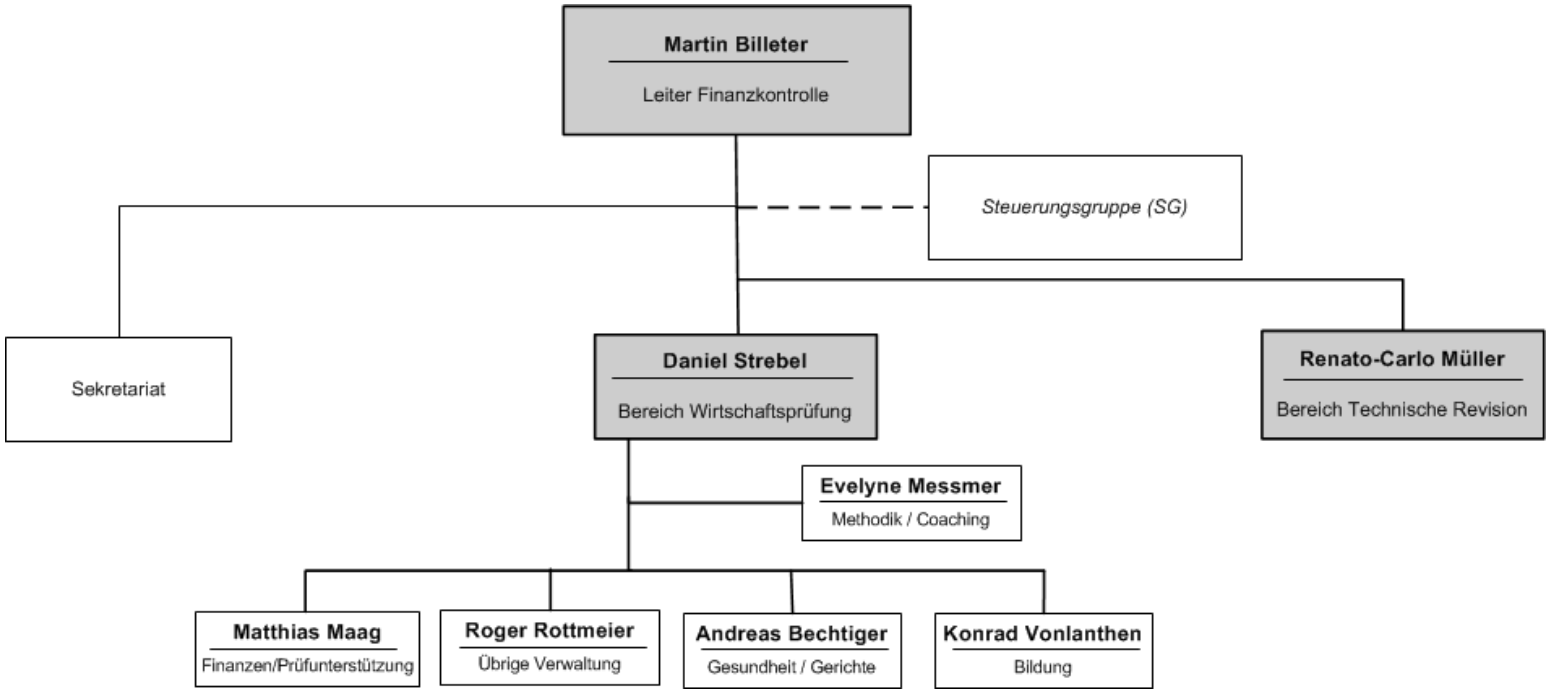 Martin Billeter
Leiter Finanzkontrolle
Steuerungsgruppe (SG)
Sekretariat
Daniel Strebel
Bereich Wirtschaftsprüfung
Renato-Carlo Müller
Bereich Technische Revision
Evelyne Messmer
Methodik / Coaching
Matthias Maag
Finanzen/Prüfunterstützung
Roger Rottmeier
Übrige Verwaltung
Andreas Bechtiger
Gesundheit / Gerichte
Konrad Vonlanthen
Bildung